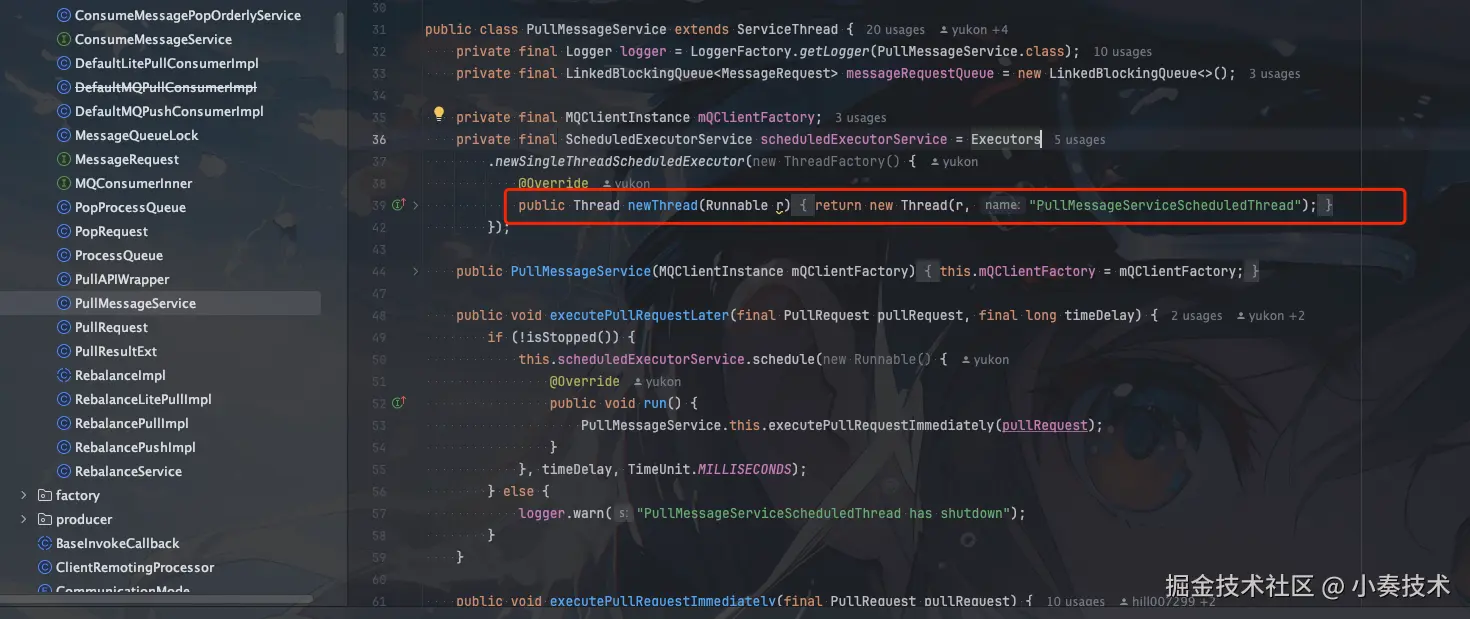 ConsumeMessagePopOrderlyService
ConsumeMessageService
DefaultLitePullConsumerImpl
DefaultMQPullConsumerImpl
DefaultMQPushConsumerImpl
MessageQueueLock
MessageRequest
MQConsumerInner
PopProcessQueue
PopRequest
ProcessQueue
PullAPIWrapper
PullMessageService
PullRequest
PullResultExt
RebalanceImpl
RebalanceLitePullImpl
RebalancePullImpl
RebalancePushImpl
RebalanceService
factory
producer
BaseInvokeCallback
ClientRemotingProcessor
CommunicationMode
30
31 public class PullMessageService extends ServiceThread { 20 usages yukon +4
32 private final Logger logger = LoggerFactory.getLogger(PullMessageService.class); 10 usages
33 private final LinkedBlockingQueue<MessageRequest> messageRequestQueue = new LinkedBlockingQueue<>(); 3 usages
34
35 private final MQClientInstance mQClientFactory; 3 usages
36 private final ScheduledExecutorService scheduledExecutorService = Executors 5 usages
37 .newSingleThreadScheduledExecutor(new ThreadFactory() { yukon
38 @Override yukon
39 public Thread newThread(Runnable r) { return new Thread(r, name: "PullMessageServiceScheduledThread"); }
42 });
43
44 public PullMessageService(MQClientInstance mQClientFactory) { this.mQClientFactory = mQClientFactory; }
47
48 public void executePullRequestLater(final PullRequest pullRequest, final long timeDelay) { 2 usages yukon +2
49 if (!isStopped()) {
50 this.scheduledExecutorService.schedule(new Runnable() { yukon
51 @Override yukon
52 public void run() {
53 PullMessageService.this.executePullRequestImmediately(pullRequest);
54 }
55 }, timeDelay, TimeUnit.MILLISECONDS);
56 } else {
57 logger.warn( s: "PullMessageServiceScheduledThread has shutdown");
58 }
59 }
60
61 public void executePullRequestImmediately(final PullRequest pullRequest) { 10 usages hill007299 +2
掘金技术社区 @ 小奏技术